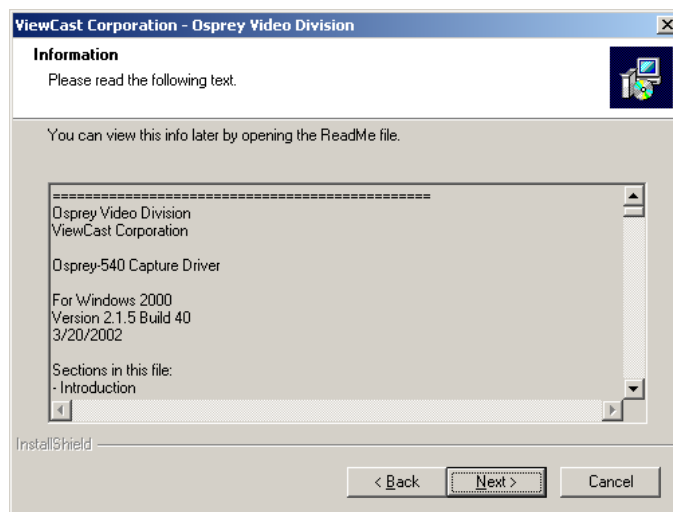 ViewCast Corporation - Osprey Video Division
Information
Please read the following text.
You can view this info later by opening the ReadMe file.
===============================================
Osprey Video Division
ViewCast Corporation
Osprey-540 Capture Driver
For Windows 2000
Version 2.1.5 Build 40
3/20/2002
Sections in this file:
- Introduction
InstallShield
< Back
Next >
Cancel